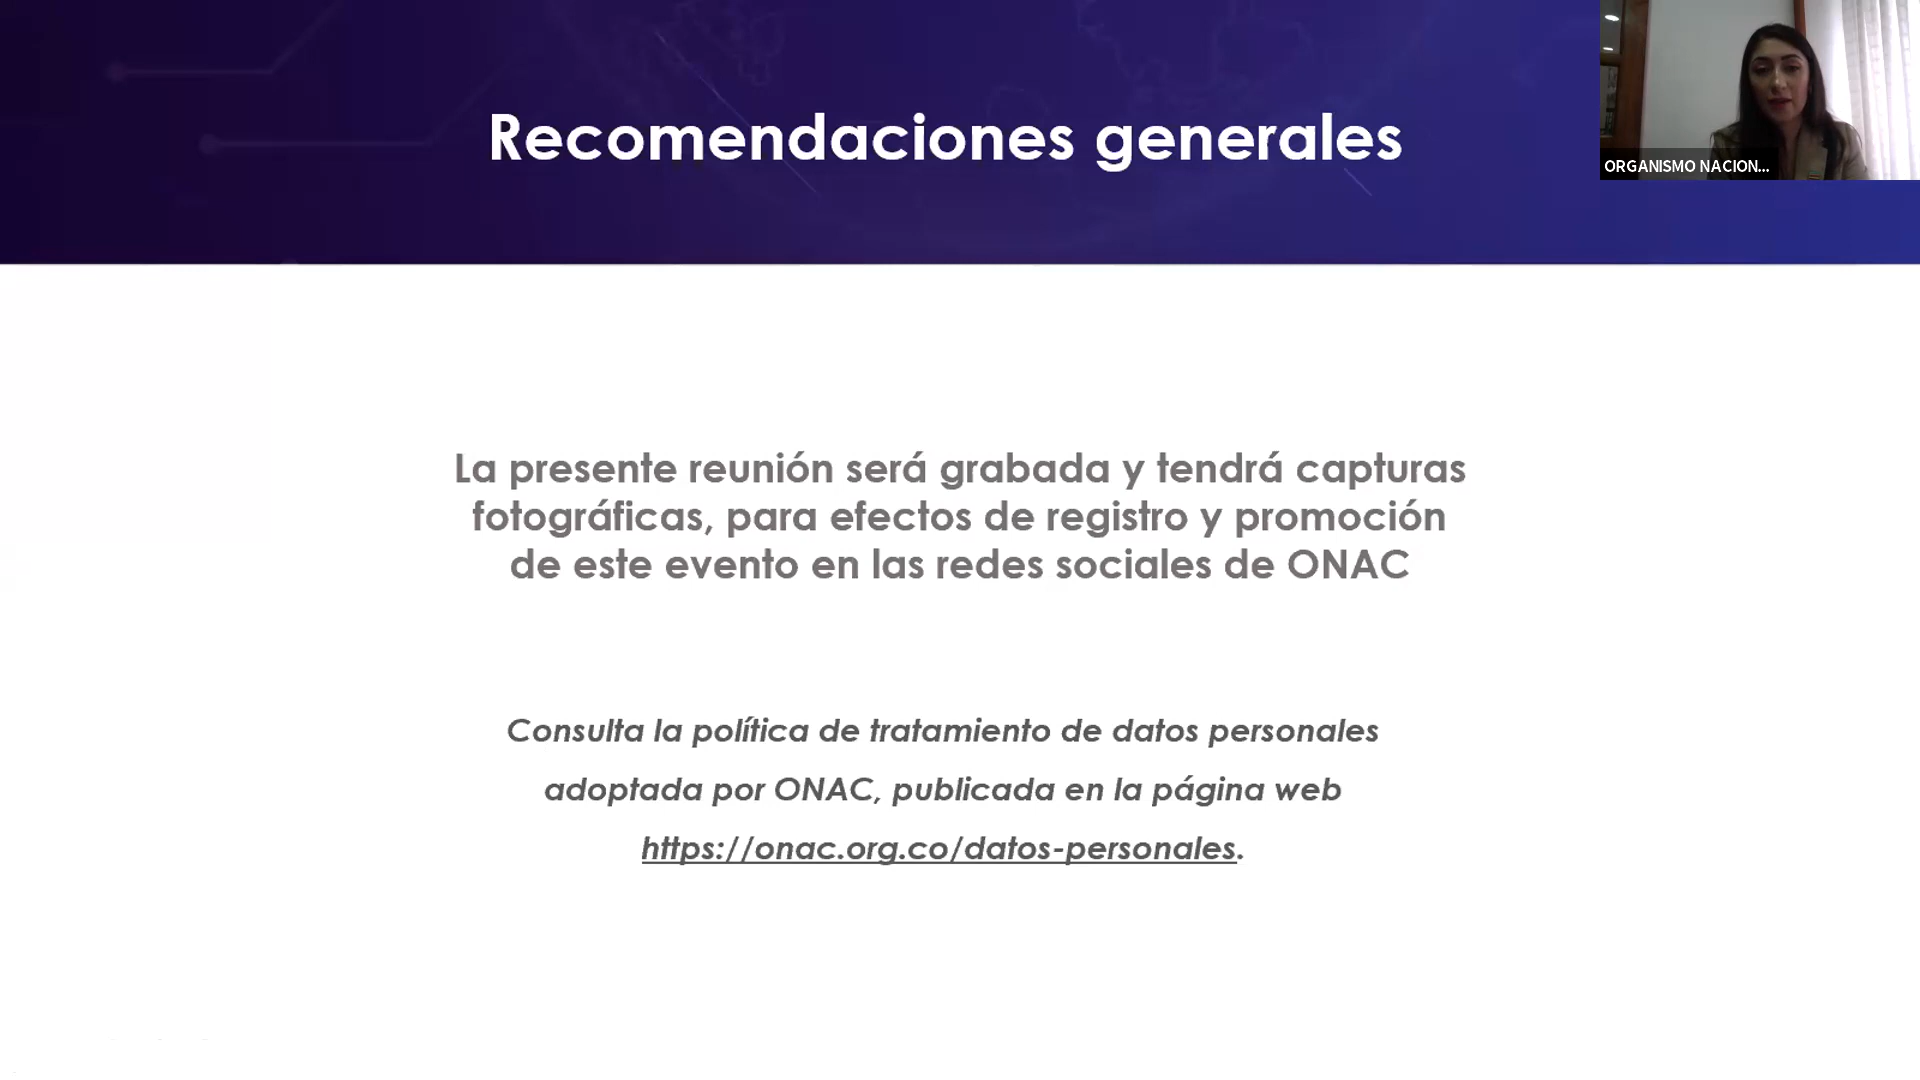 Recomendaciones generales
ORGANISMO NACION...
La presente reunión será grabada y tendrá capturas
fotográficas, para efectos de registro y promoción
de este evento en las redes sociales de ONAC
Consulta la política de tratamiento de datos personales
adoptada por ONAC, publicada en la página web
https://onac.org.co/datos-personales.